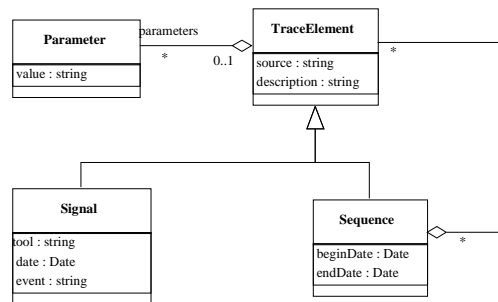 Parameter
value : string
parameters
*
0..1
TraceElement
source : string
description : string
*
Signal
tool : string
date : Date
event : string
Sequence
beginDate : Date
endDate : Date
*